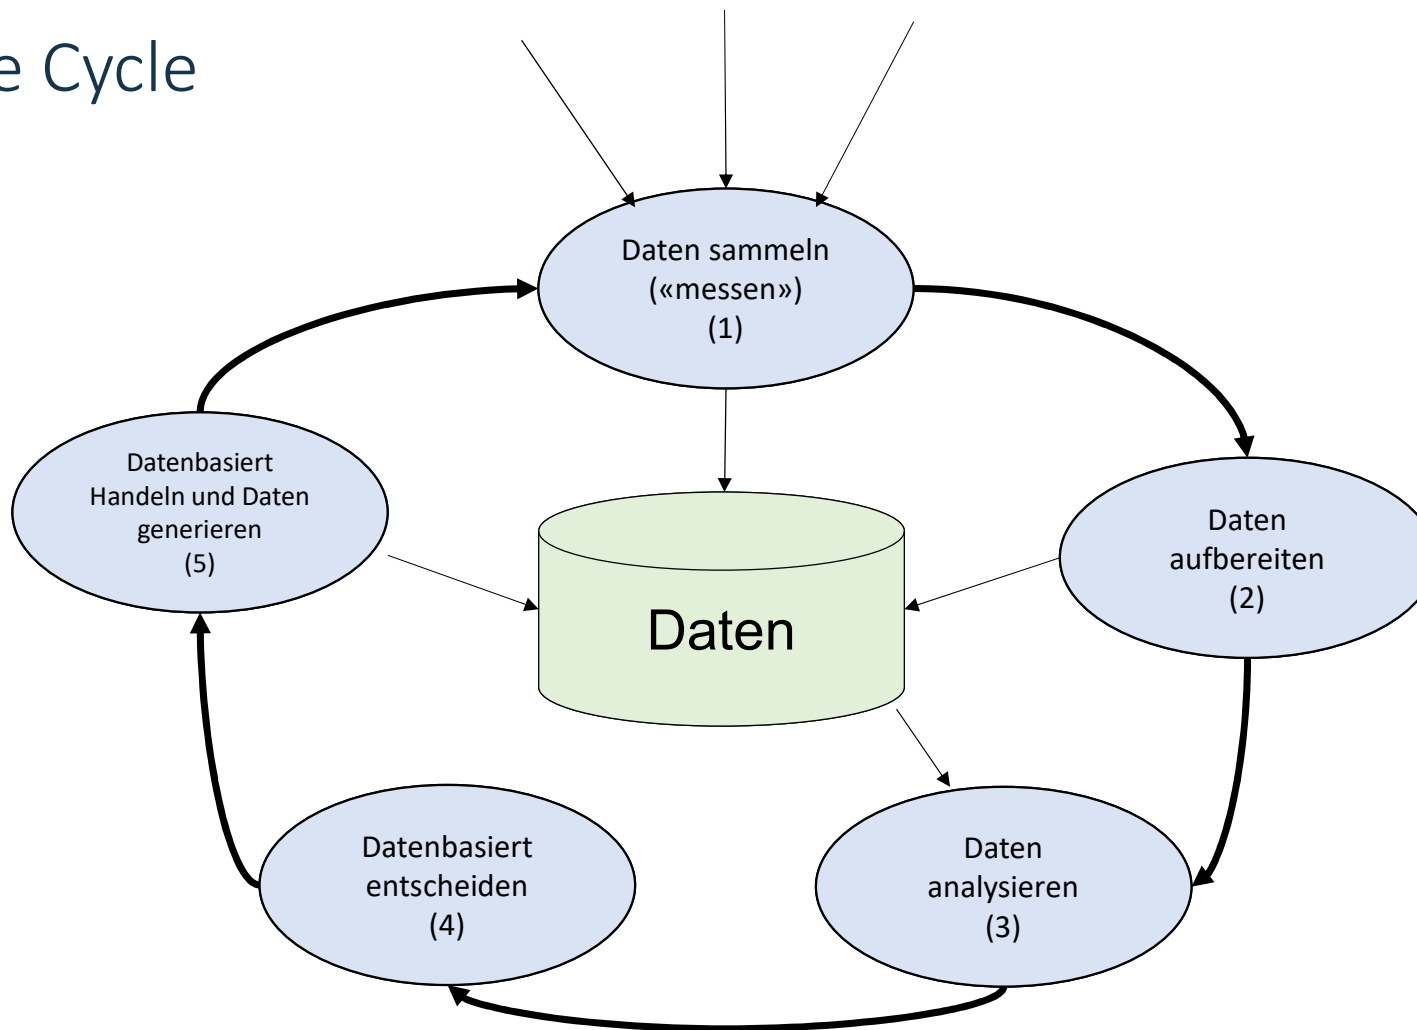 e Cycle
Daten sammeln
(«messen»)
(1)
Daten
aufbereiten
(2)
Daten
analysieren
(3)
Datenbasiert
entscheiden
(4)
Datenbasiert
Handeln und Daten
generieren
(5)
Daten